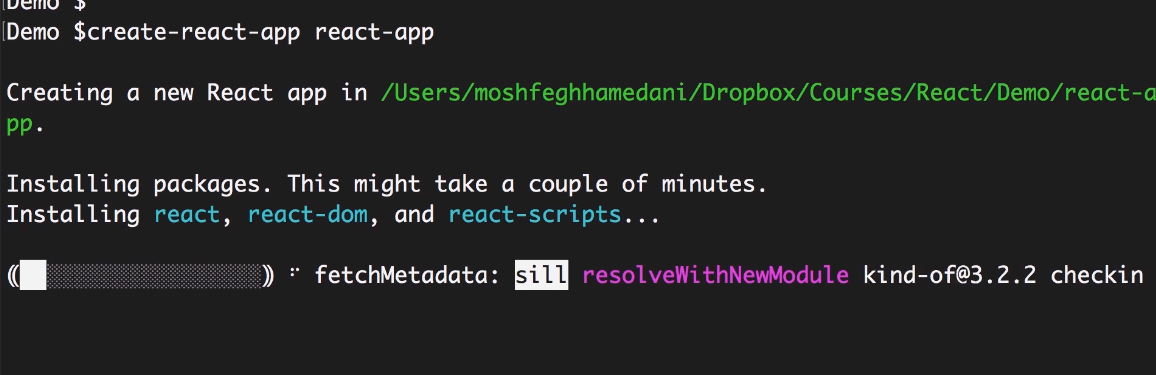 Demo $
Demo $create-react-app react-app
Creating a new React app in /Users/moshfeghhamedani/Dropbox/Courses/React/Demo/react-a
pp.
Installing packages. This might take a couple of minutes.
Installing react, react-dom, and react-scripts...
fetchMetadata: sill resolveWithNewModule kind-of@3.2.2 checkin